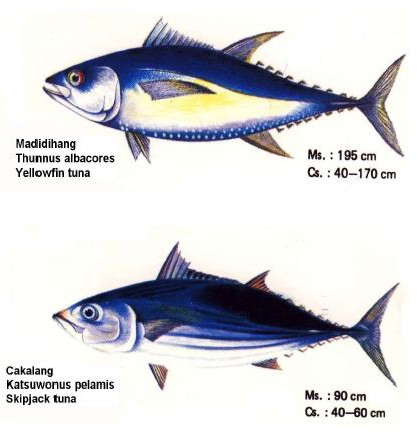 Madidihang
Thunnus albacores
Yellowfin tuna
Ms. : 195 cm
Cs. : 40–170 cm
Cakalang
Katsuwonus pelamis
Skipjack tuna
Ms. : 90 cm
Cs. : 40–60 cm